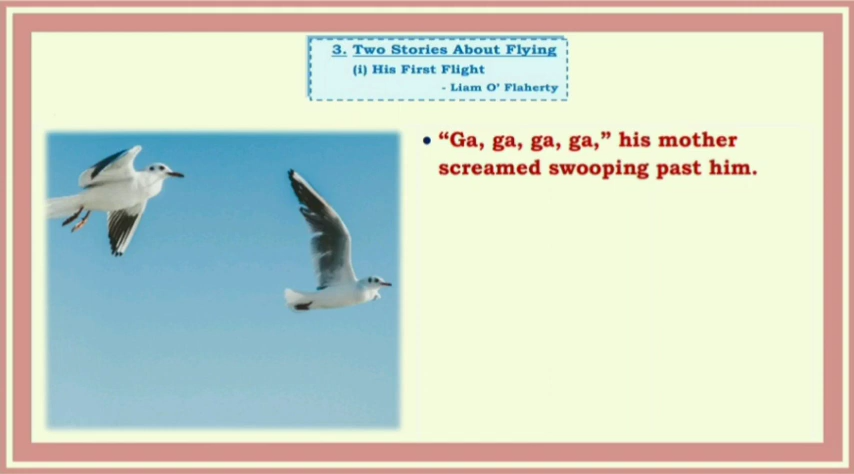 3. Two Stories About Flying
(i) His First Flight
- Liam O' Flaherty
• “Ga, ga, ga, ga,” his mother
screamed swooping past him.